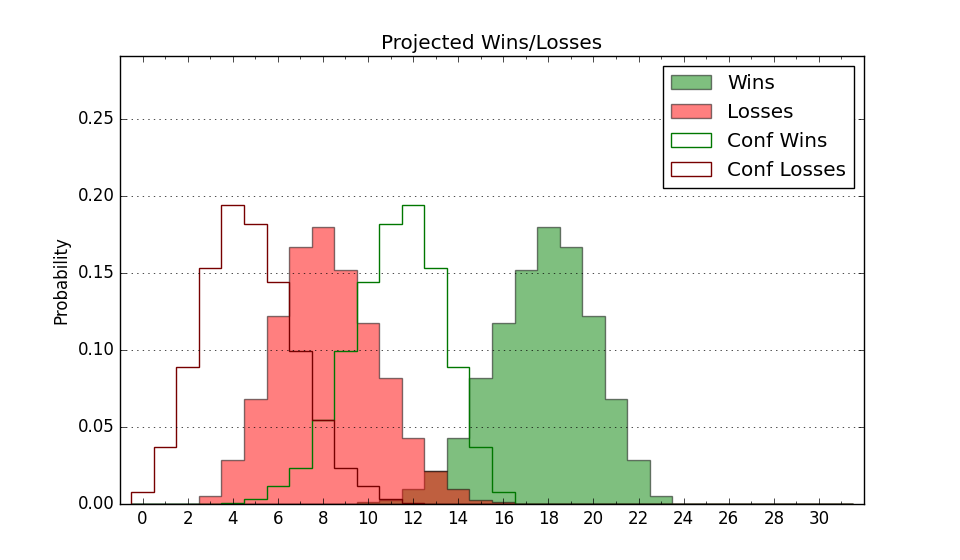 Projected Wins/Losses
Wins
Losses
Conf Wins
Conf Losses
Probability
0.25
0.20
0.15
0.10
0.05
0.00
0 2 4 6 8 10 12 14 16 18 20 22 24 26 28 30